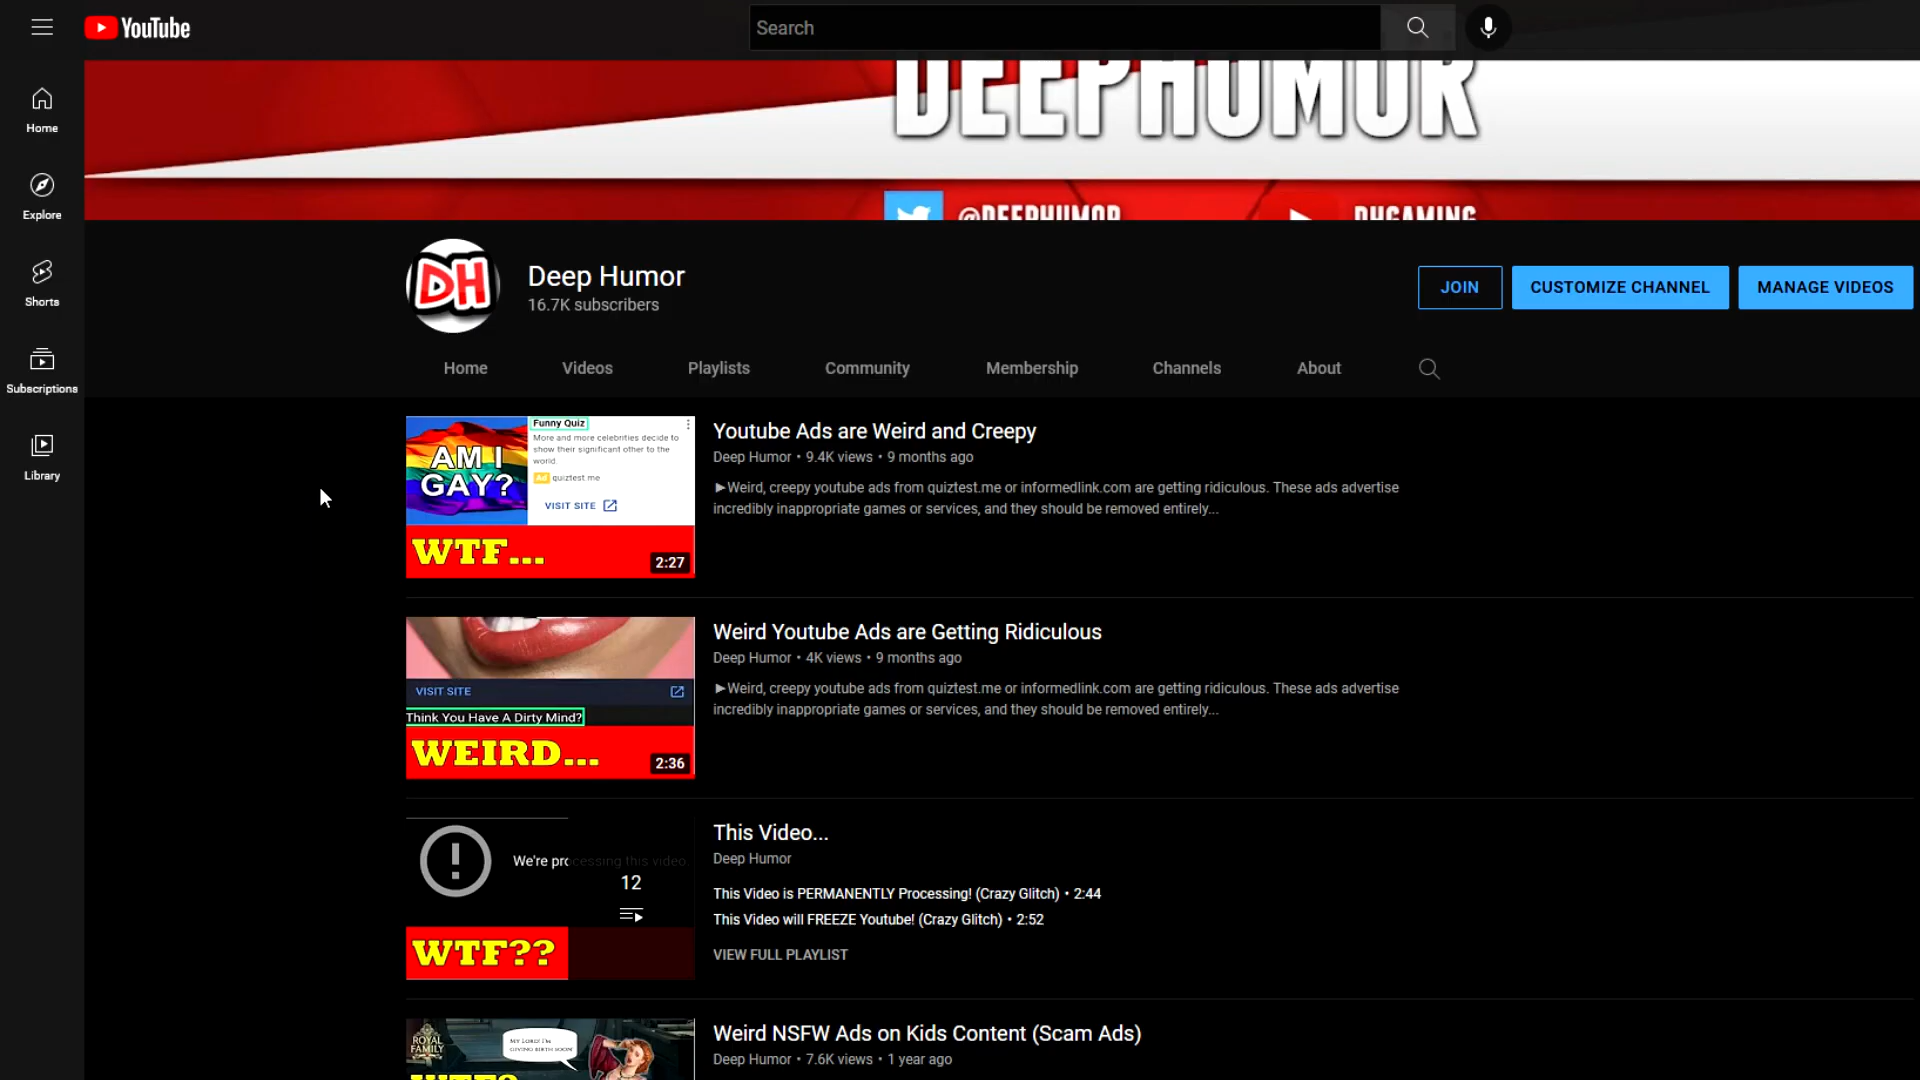 YouTube
Search
Home
Explore
Shorts
Subscriptions
Library
DEEPHUMOR
@DEEPHUMOR
DHGAMING
DH
Deep Humor
16.7K subscribers
JOIN
CUSTOMIZE CHANNEL
MANAGE VIDEOS
Home
Videos
Playlists
Community
Membership
Channels
About
AM I
GAY?
Funny Quiz
More and more celebrities decide to
show their significant other to the
world.
Ad quiztest.me
VISIT SITE
WTF...
2:27
Youtube Ads are Weird and Creepy
Deep Humor • 9.4K views • 9 months ago
►Weird, creepy youtube ads from quiztest.me or informedlink.com are getting ridiculous. These ads advertise
incredibly inappropriate games or services, and they should be removed entirely...
VISIT SITE
Think You Have A Dirty Mind?
WEIRD...
2:36
Weird Youtube Ads are Getting Ridiculous
Deep Humor • 4K views • 9 months ago
►Weird, creepy youtube ads from quiztest.me or informedlink.com are getting ridiculous. These ads advertise
incredibly inappropriate games or services, and they should be removed entirely...
We're processing this video.
12
WTF??
This Video...
Deep Humor
This Video is PERMANENTLY Processing! (Crazy Glitch) • 2:44
This Video will FREEZE Youtube! (Crazy Glitch) • 2:52
VIEW FULL PLAYLIST
ROYAL
FAMILY
MY LORD! I'M
GIVING BIRTH SOON!
WTF?
Weird NSFW Ads on Kids Content (Scam Ads)
Deep Humor • 7.6K views • 1 year ago